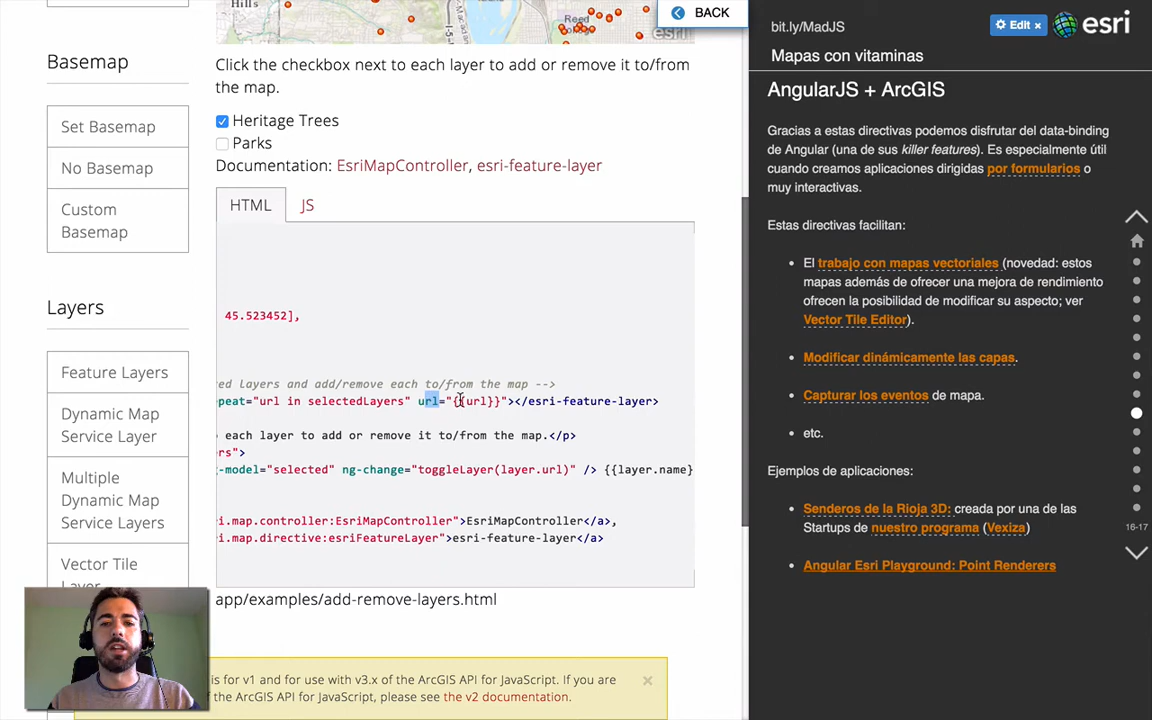 Hills
Reed
esri
BACK
Basemap
Set Basemap
No Basemap
Custom
Basemap
Layers
Feature Layers
Dynamic Map
Service Layer
Multiple
Dynamic Map
Service Layers
Vector Tile
Click the checkbox next to each layer to add or remove it to/from
the map.
Heritage Trees
Parks
Documentation: EsriMapController, esri-feature-layer
HTML
JS
45.523452],
ed layers and add/remove each to/from the map -->
peat="url in selectedLayers" url="{{url}}"></esri-feature-layer>
each layer to add or remove it to/from the map.</p>
rs">
-model="selected" ng-change="toggleLayer(layer.url)" /> {{layer.name}
ri.map.controller:EsriMapController">EsriMapController</a>,
ri.map.directive:esriFeatureLayer">esri-feature-layer</a>
app/examples/add-remove-layers.html
is for v1 and for use with v3.x of the ArcGIS API for JavaScript. If you are
f the ArcGIS API for JavaScript, please see the v2 documentation.
×
bit.ly/MadJS
Edit ×
esri
Mapas con vitaminas
AngularJS + ArcGIS
Gracias a estas directivas podemos disfrutar del data-binding
de Angular (una de sus killer features). Es especialmente útil
cuando creamos aplicaciones dirigidas por formularios o
muy interactivas.
Estas directivas facilitan:
• El trabajo con mapas vectoriales (novedad: estos
mapas además de ofrecer una mejora de rendimiento
ofrecen la posibilidad de modificar su aspecto; ver
Vector Tile Editor).
• Modificar dinámicamente las capas.
• Capturar los eventos de mapa.
• etc.
Ejemplos de aplicaciones:
• Senderos de la Rioja 3D: creada por una de las
Startups de nuestro programa (Vexiza)
• Angular Esri Playground: Point Renderers
16-17